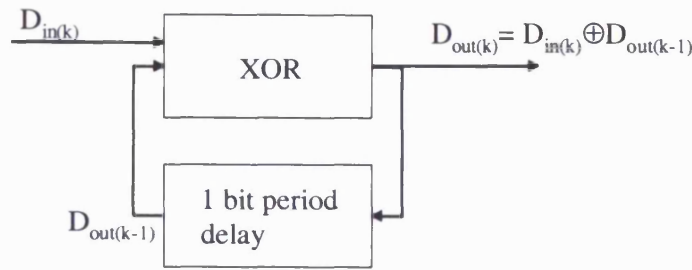 D_in(k)
XOR
D_out(k) = D_in(k) ⊕ D_out(k-1)
1 bit period
delay
D_out(k-1)